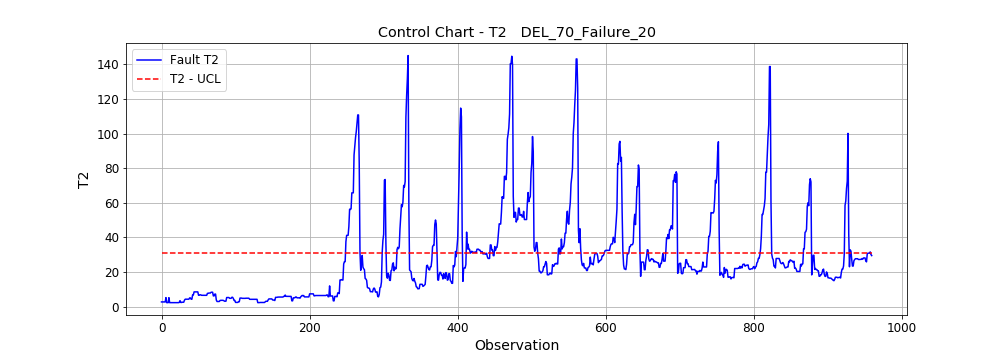 Control Chart - T2   DEL_70_Failure_20
Fault T2
T2 - UCL
T2
140
120
100
80
60
40
20
0
0 200 400 600 800 1000
Observation